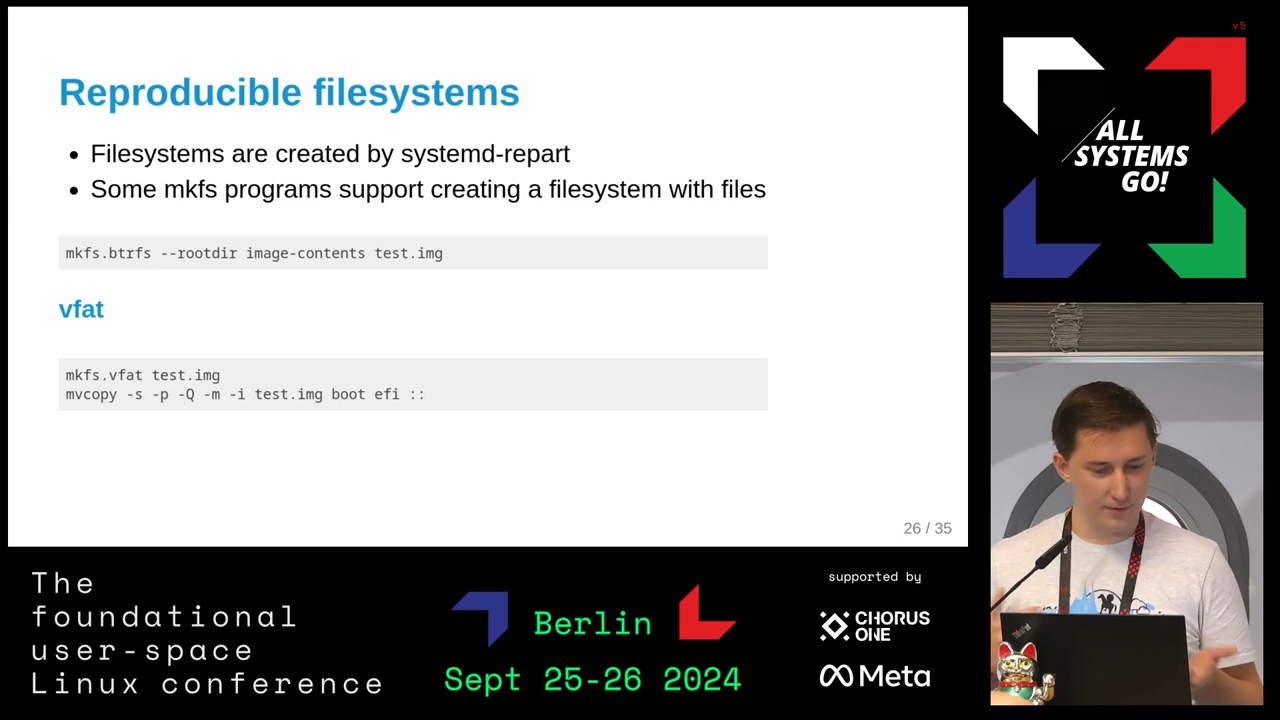 Reproducible filesystems
• Filesystems are created by systemd-repart
• Some mkfs programs support creating a filesystem with files
mkfs.btrfs --rootdir image-contents test.img
vfat
mkfs.vfat test.img
mvcopy -s -p -Q -m -i test.img boot efi ::
26 / 35
v5
ALL
SYSTEMS
GO!
The
foundational
user-space
Linux conference
Berlin
Sept 25-26 2024
supported by
CHORUS
ONE
Meta
ThinkPad